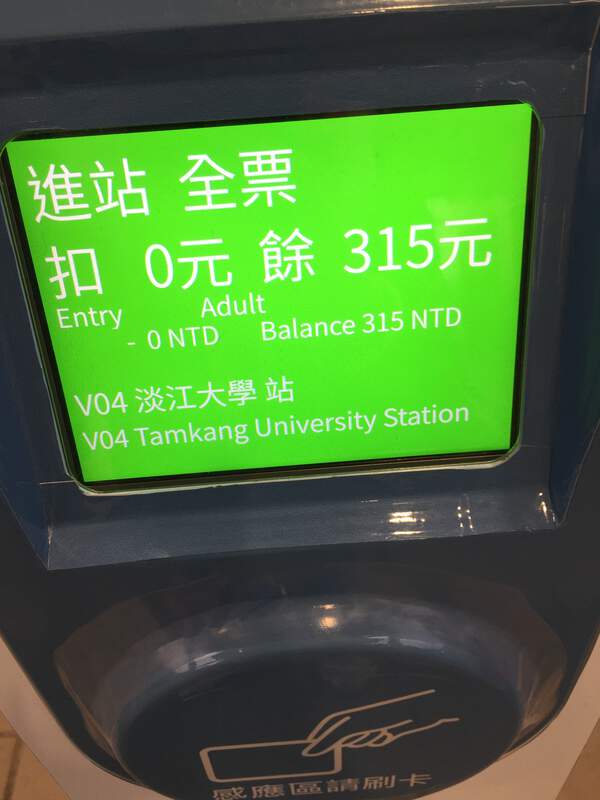 進站 全票
扣 0元 餘 315元
Entry Adult
- 0 NTD Balance 315 NTD
V04 淡江大學 站
V04 Tamkang University Station
感應區請刷卡